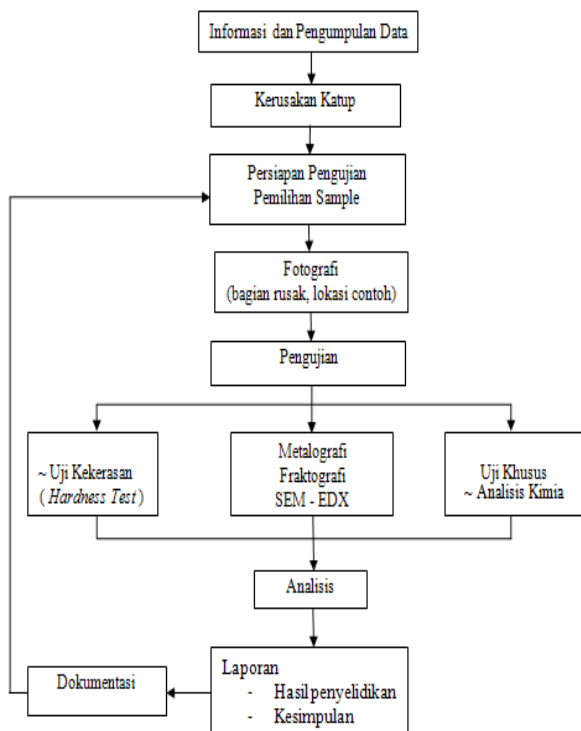 Informasi dan Pengumpulan Data
Kerusakan Katup
Persiapan Pengujian
Pemilihan Sample
Fotografi
(bagian rusak, lokasi contoh)
Pengujian
~ Uji Kekerasan
( Hardness Test )
Metalografi
Fraktografi
SEM - EDX
Uji Khusus
~ Analisis Kimia
Analisis
Laporan
- Hasil penyelidikan
- Kesimpulan
Dokumentasi